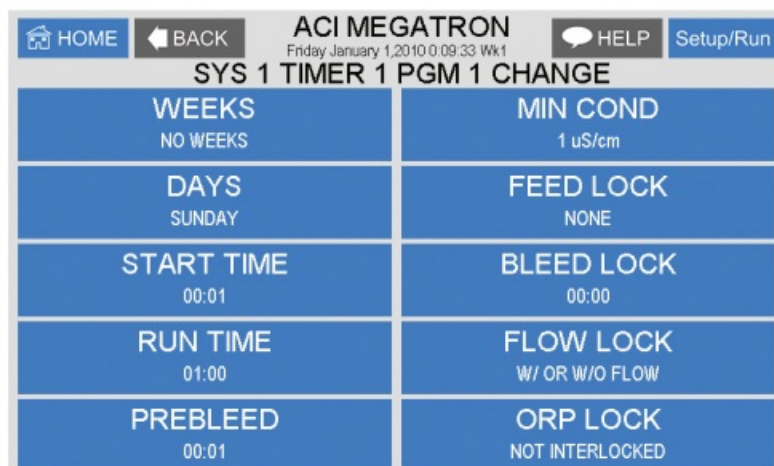 HOME BACK ACI MEGATRON HELP Setup/Run
Friday January 1,2010 0:09:33 Wk1
SYS 1 TIMER 1 PGM 1 CHANGE
WEEKS
NO WEEKS
MIN COND
1 uS/cm
DAYS
SUNDAY
FEED LOCK
NONE
START TIME
00:01
BLEED LOCK
00:00
RUN TIME
01:00
FLOW LOCK
W/ OR W/O FLOW
PREBLEED
00:01
ORP LOCK
NOT INTERLOCKED